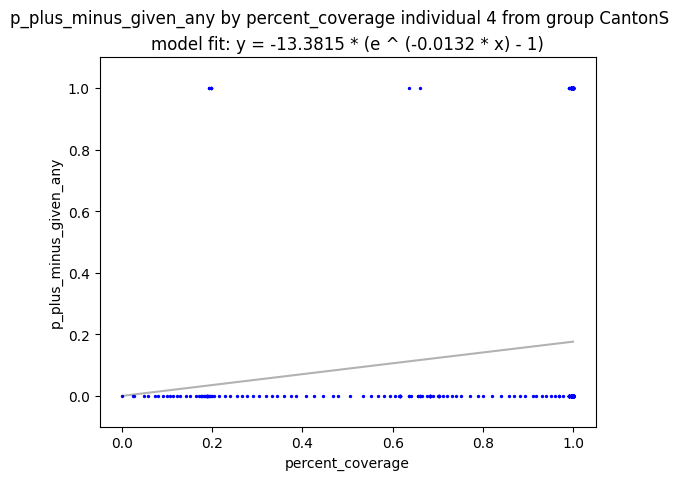 p_plus_minus_given_any by percent_coverage individual 4 from group CantonS
model fit: y = -13.3815 * (e ^ (-0.0132 * x) - 1)
1.0
0.8
0.6
0.4
0.2
0.0
p_plus_minus_given_any
0.0 0.2 0.4 0.6 0.8 1.0
percent_coverage